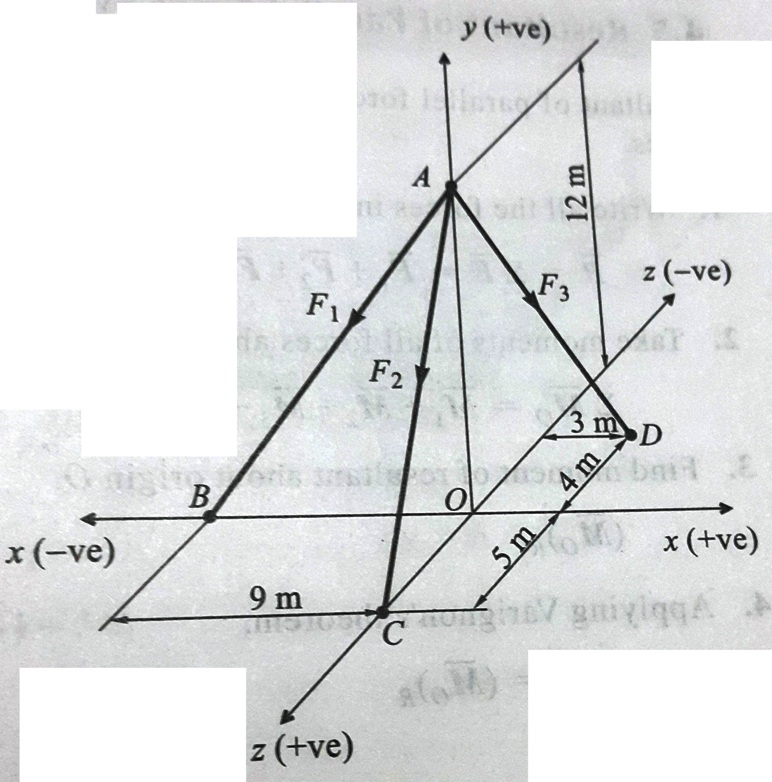 y (+ve)
A
12 m
z (−ve)
F₁
F₃
F₂
3 m
D
4 m
B
O
x (−ve)
5 m
x (+ve)
9 m
C
z (+ve)